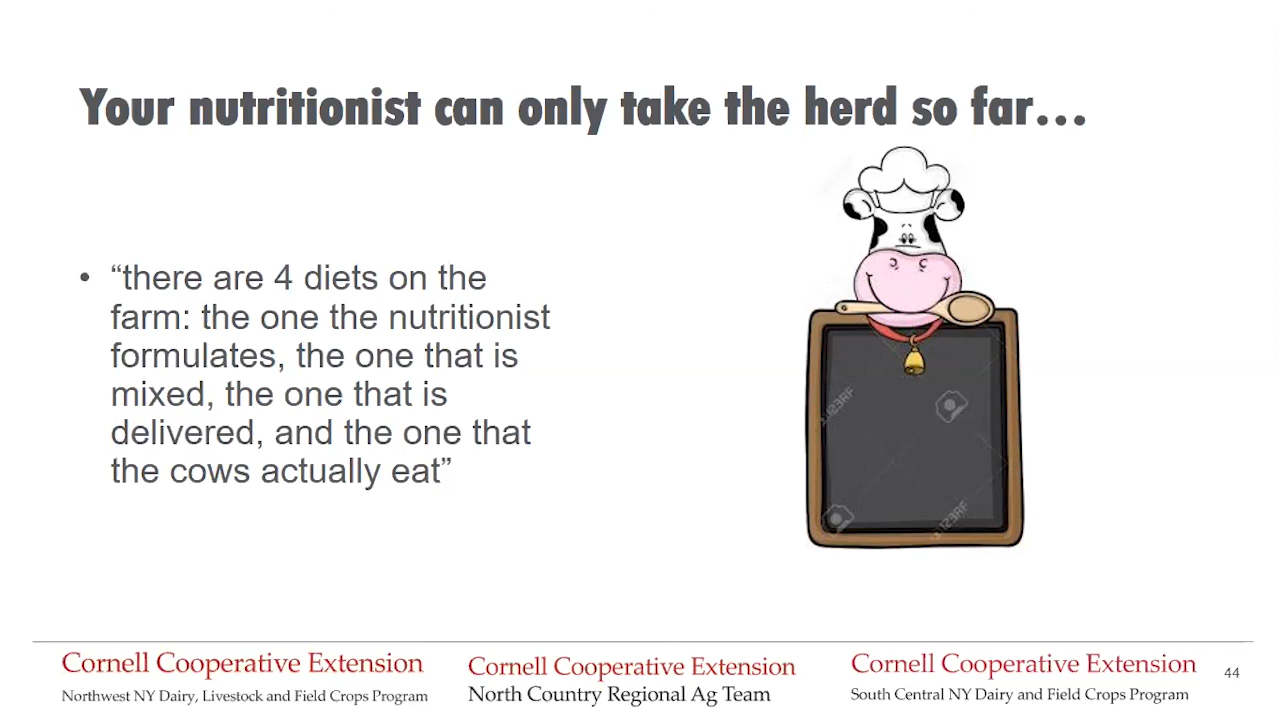 Your nutritionist can only take the herd so far…
• “there are 4 diets on the
farm: the one the nutritionist
formulates, the one that is
mixed, the one that is
delivered, and the one that
the cows actually eat”
123RF
123RF
Cornell Cooperative Extension
Northwest NY Dairy, Livestock and Field Crops Program
Cornell Cooperative Extension
North Country Regional Ag Team
Cornell Cooperative Extension
South Central NY Dairy and Field Crops Program
44